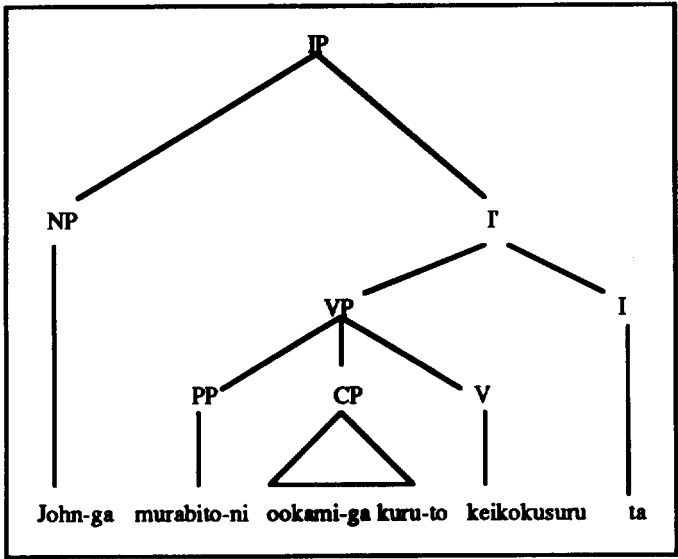 IP
NP
I'
VP
I
PP
CP
V
John-ga murabito-ni ookami-ga kuru-to keikokusuru ta